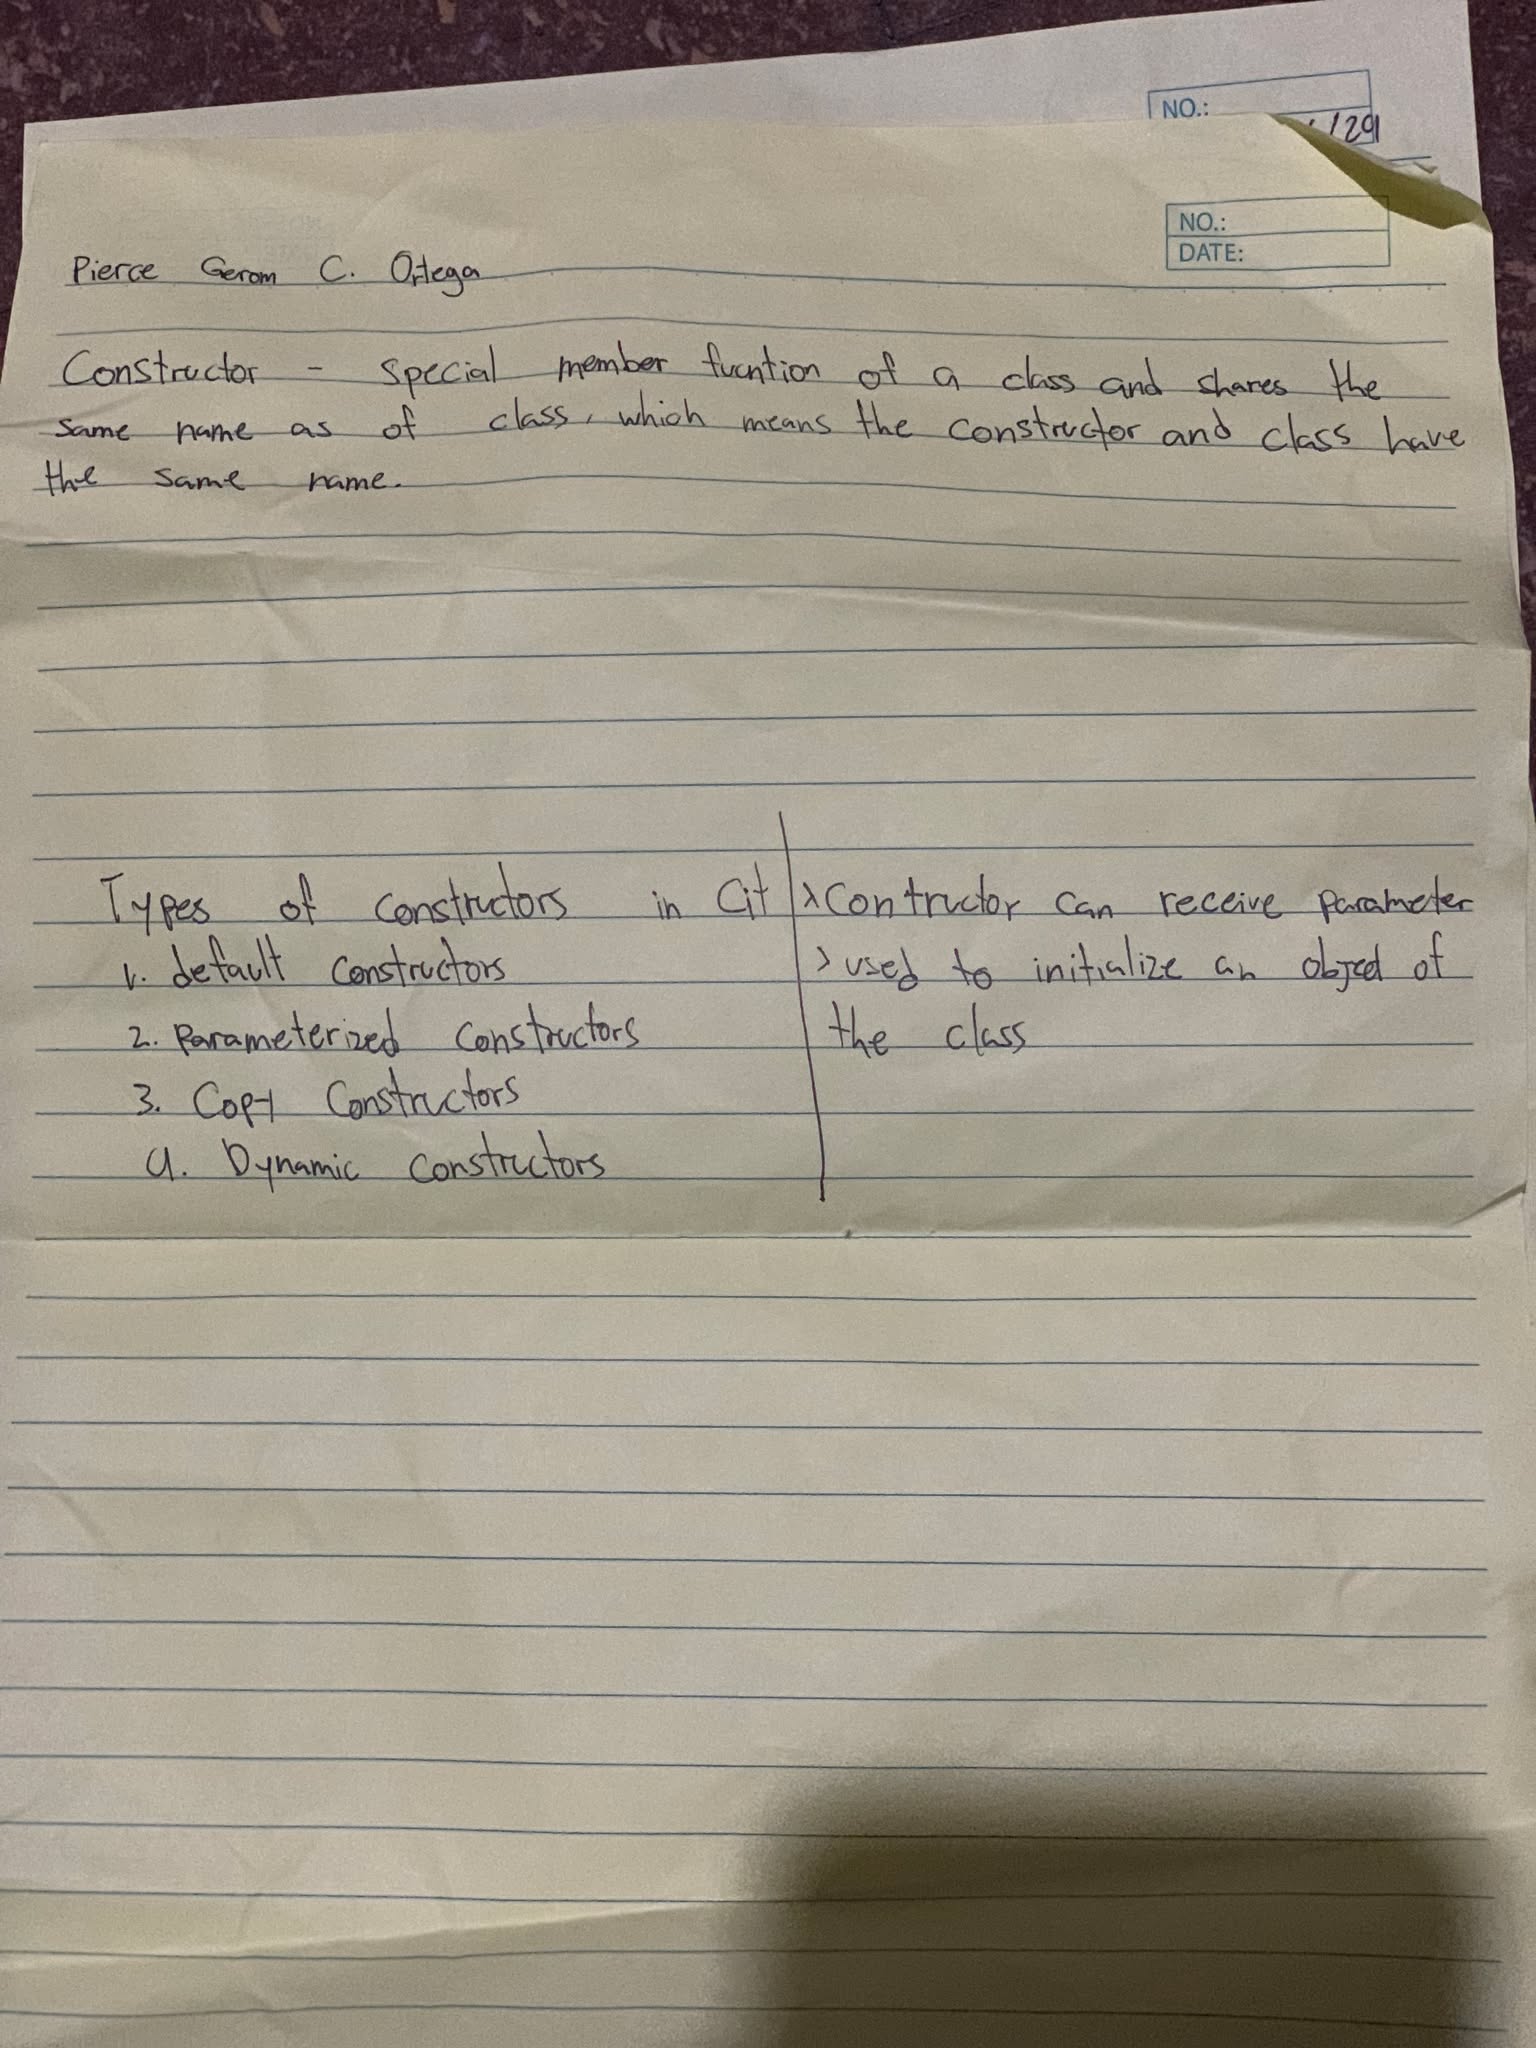 NO.:
/291
NO.:
DATE:
Pierce Gerom C. Ortega
Constructor - special member fucntion of a class and shares the
same name as of class, which means the constructor and class have
the same name.
Types of constructors in C++
1. default constructors
2. Parameterized constructors
3. Copy Constructors
4. Dynamic constructors
> Contructor can receive parameter
> used to initialize an object of
the class